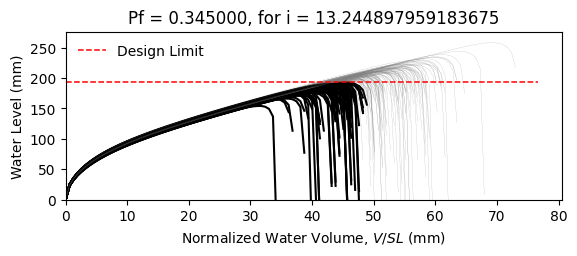 Pf = 0.345000, for i = 13.244897959183675
Water Level (mm)
250
200
150
100
50
0
Design Limit
0 10 20 30 40 50 60 70 80
Normalized Water Volume, V/SL (mm)